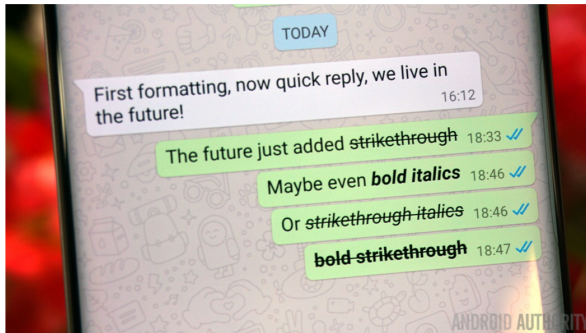 TODAY
First formatting, now quick reply, we live in
the future!
16:12
The future just added strikethrough 18:33
Maybe even bold italics 18:46
Or strikethrough italics 18:46
bold strikethrough 18:47
ANDROID AUTHORITY